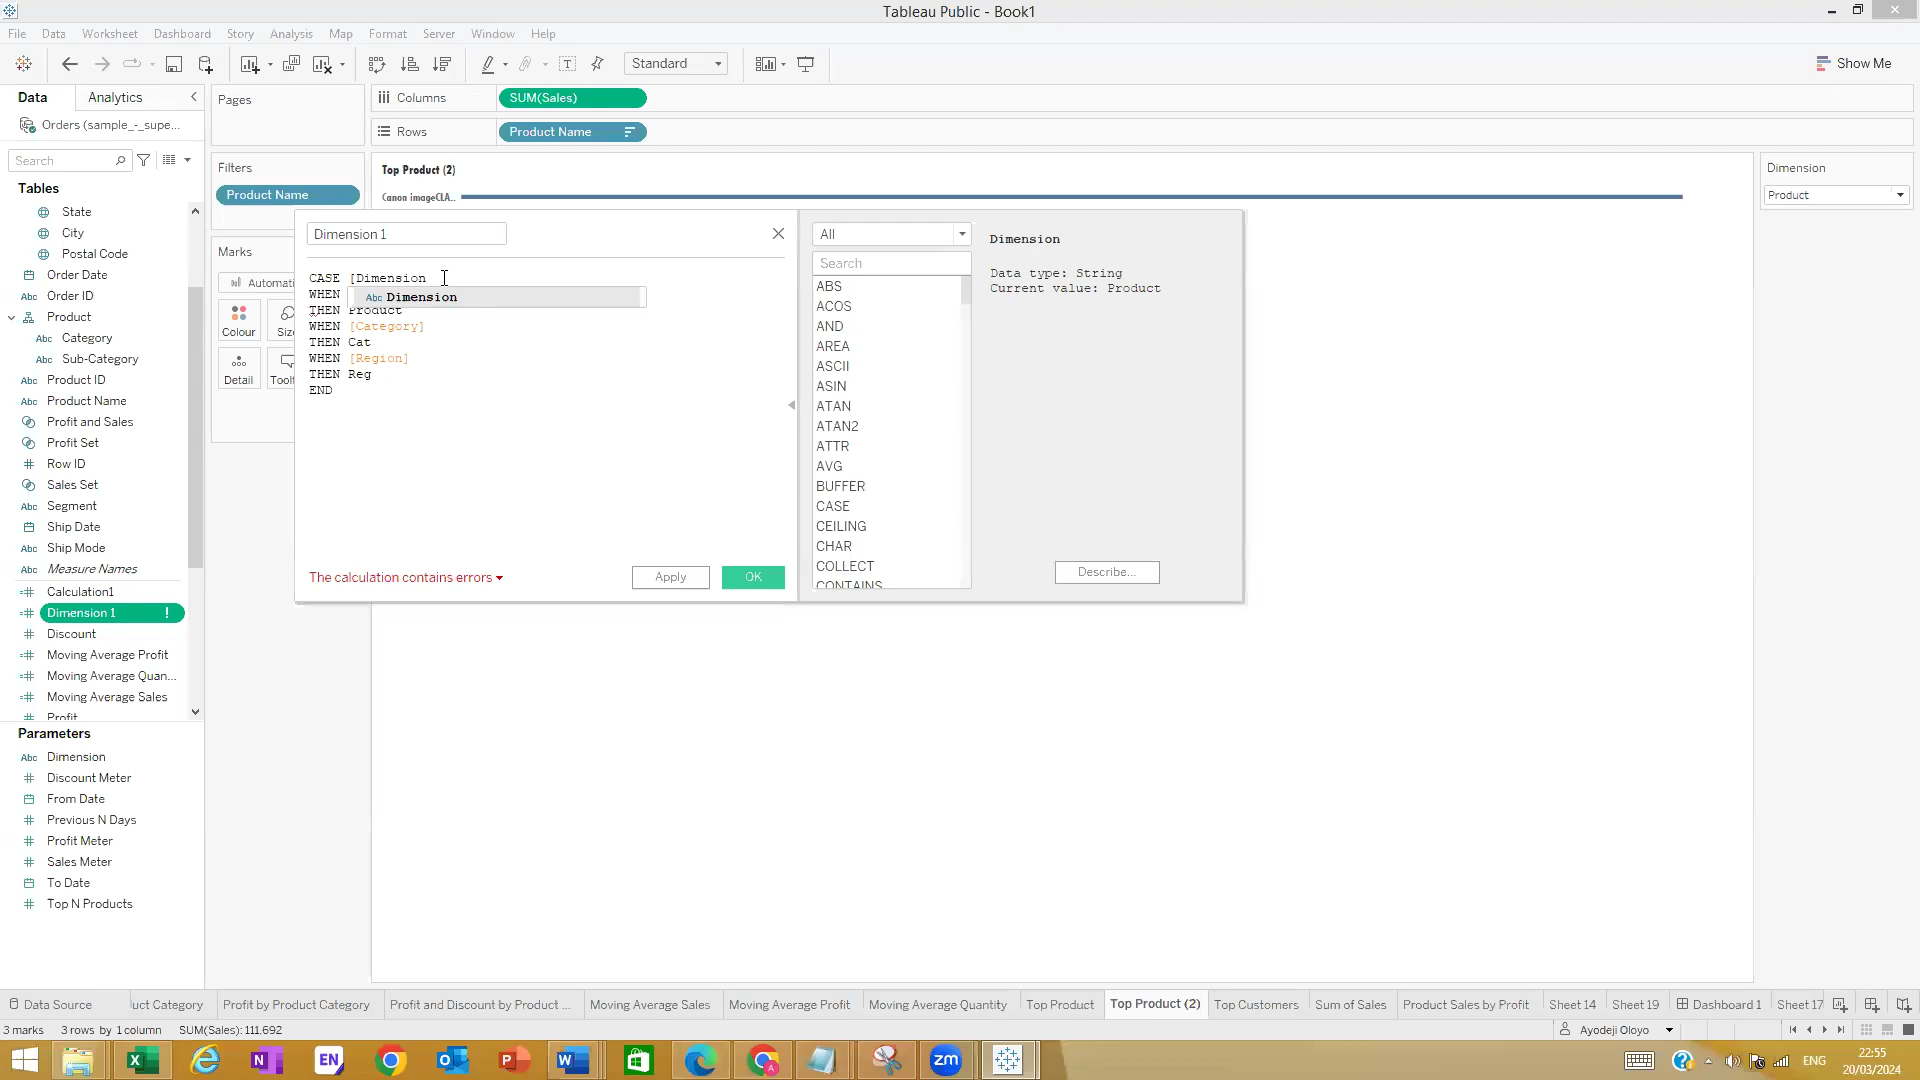 Tableau Public - Book1
File Data Worksheet Dashboard Story Analysis Map Format Server Window Help
Standard
Show Me
Data Analytics
Pages
Columns
SUM(Sales)
Orders (sample_-_supe...
Rows
Product Name
Search
Filters
Product Name
Top Product (2)
Canon imageCLA..
Dimension
Product
Tables
State
City
Postal Code
Order Date
Order ID
Product
Category
Sub-Category
Product ID
Product Name
Profit and Sales
Profit Set
Row ID
Sales Set
Segment
Ship Date
Ship Mode
Measure Names
Calculation1
Dimension 1 !
Discount
Moving Average Profit
Moving Average Quan...
Moving Average Sales
Profit
Parameters
Dimension
Discount Meter
From Date
Previous N Days
Profit Meter
Sales Meter
To Date
Top N Products
Marks
Automati
Colour
Siz
Detail
Toolt
Dimension 1
CASE [Dimension
WHEN
Abc Dimension
THEN Product
WHEN [Category]
THEN Cat
WHEN [Region]
THEN Reg
END
The calculation contains errors
Apply
OK
All
Search
ABS
ACOS
AND
AREA
ASCII
ASIN
ATAN
ATAN2
ATTR
AVG
BUFFER
CASE
CEILING
CHAR
COLLECT
CONTAINS
Dimension
Data type: String
Current value: Product
Describe...
Data Source
uct Category
Profit by Product Category
Profit and Discount by Product ...
Moving Average Sales
Moving Average Profit
Moving Average Quantity
Top Product
Top Product (2)
Top Customers
Sum of Sales
Product Sales by Profit
Sheet 14
Sheet 19
Dashboard 1
Sheet 17
3 marks 3 rows by 1 column SUM(Sales): 111,692
Ayodeji Oloyo
ENG
22:55
20/03/2024